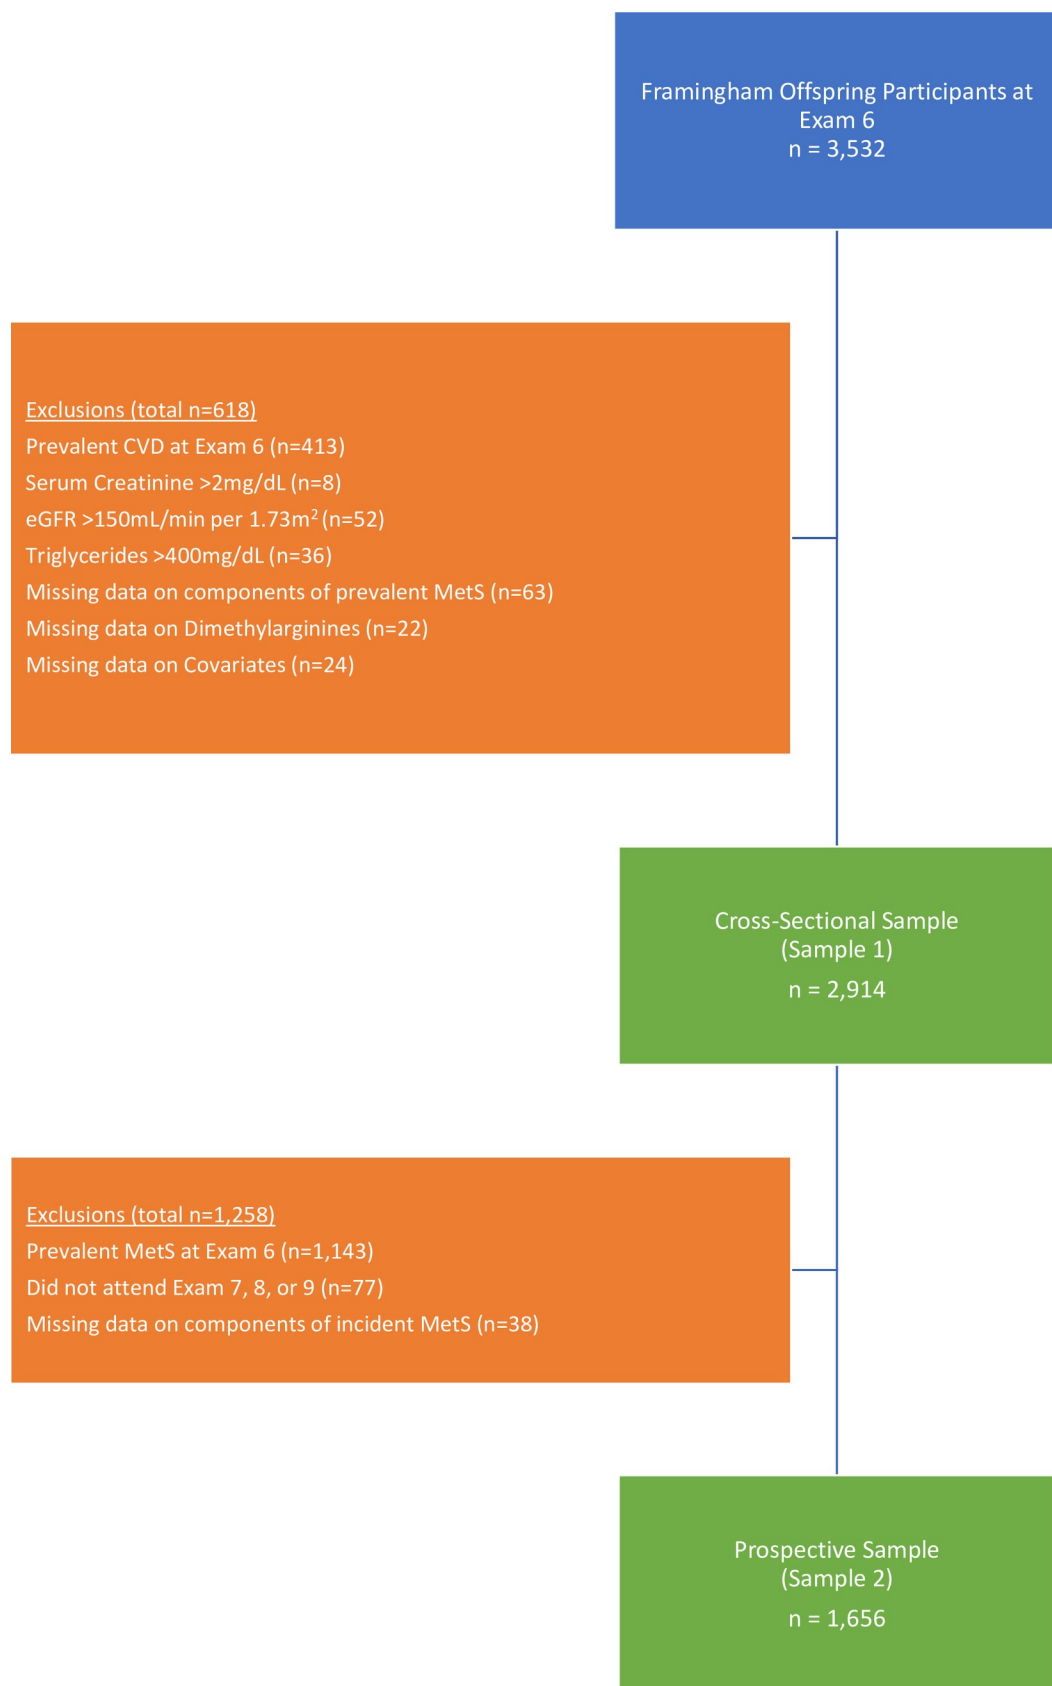 Framingham Offspring Participants at
Exam 6
n = 3,532
Exclusions (total n=618)
Prevalent CVD at Exam 6 (n=413)
Serum Creatinine >2mg/dL (n=8)
eGFR >150mL/min per 1.73m² (n=52)
Triglycerides >400mg/dL (n=36)
Missing data on components of prevalent MetS (n=63)
Missing data on Dimethylarginines (n=22)
Missing data on Covariates (n=24)
Cross-Sectional Sample
(Sample 1)
n = 2,914
Exclusions (total n=1,258)
Prevalent MetS at Exam 6 (n=1,143)
Did not attend Exam 7, 8, or 9 (n=77)
Missing data on components of incident MetS (n=38)
Prospective Sample
(Sample 2)
n = 1,656